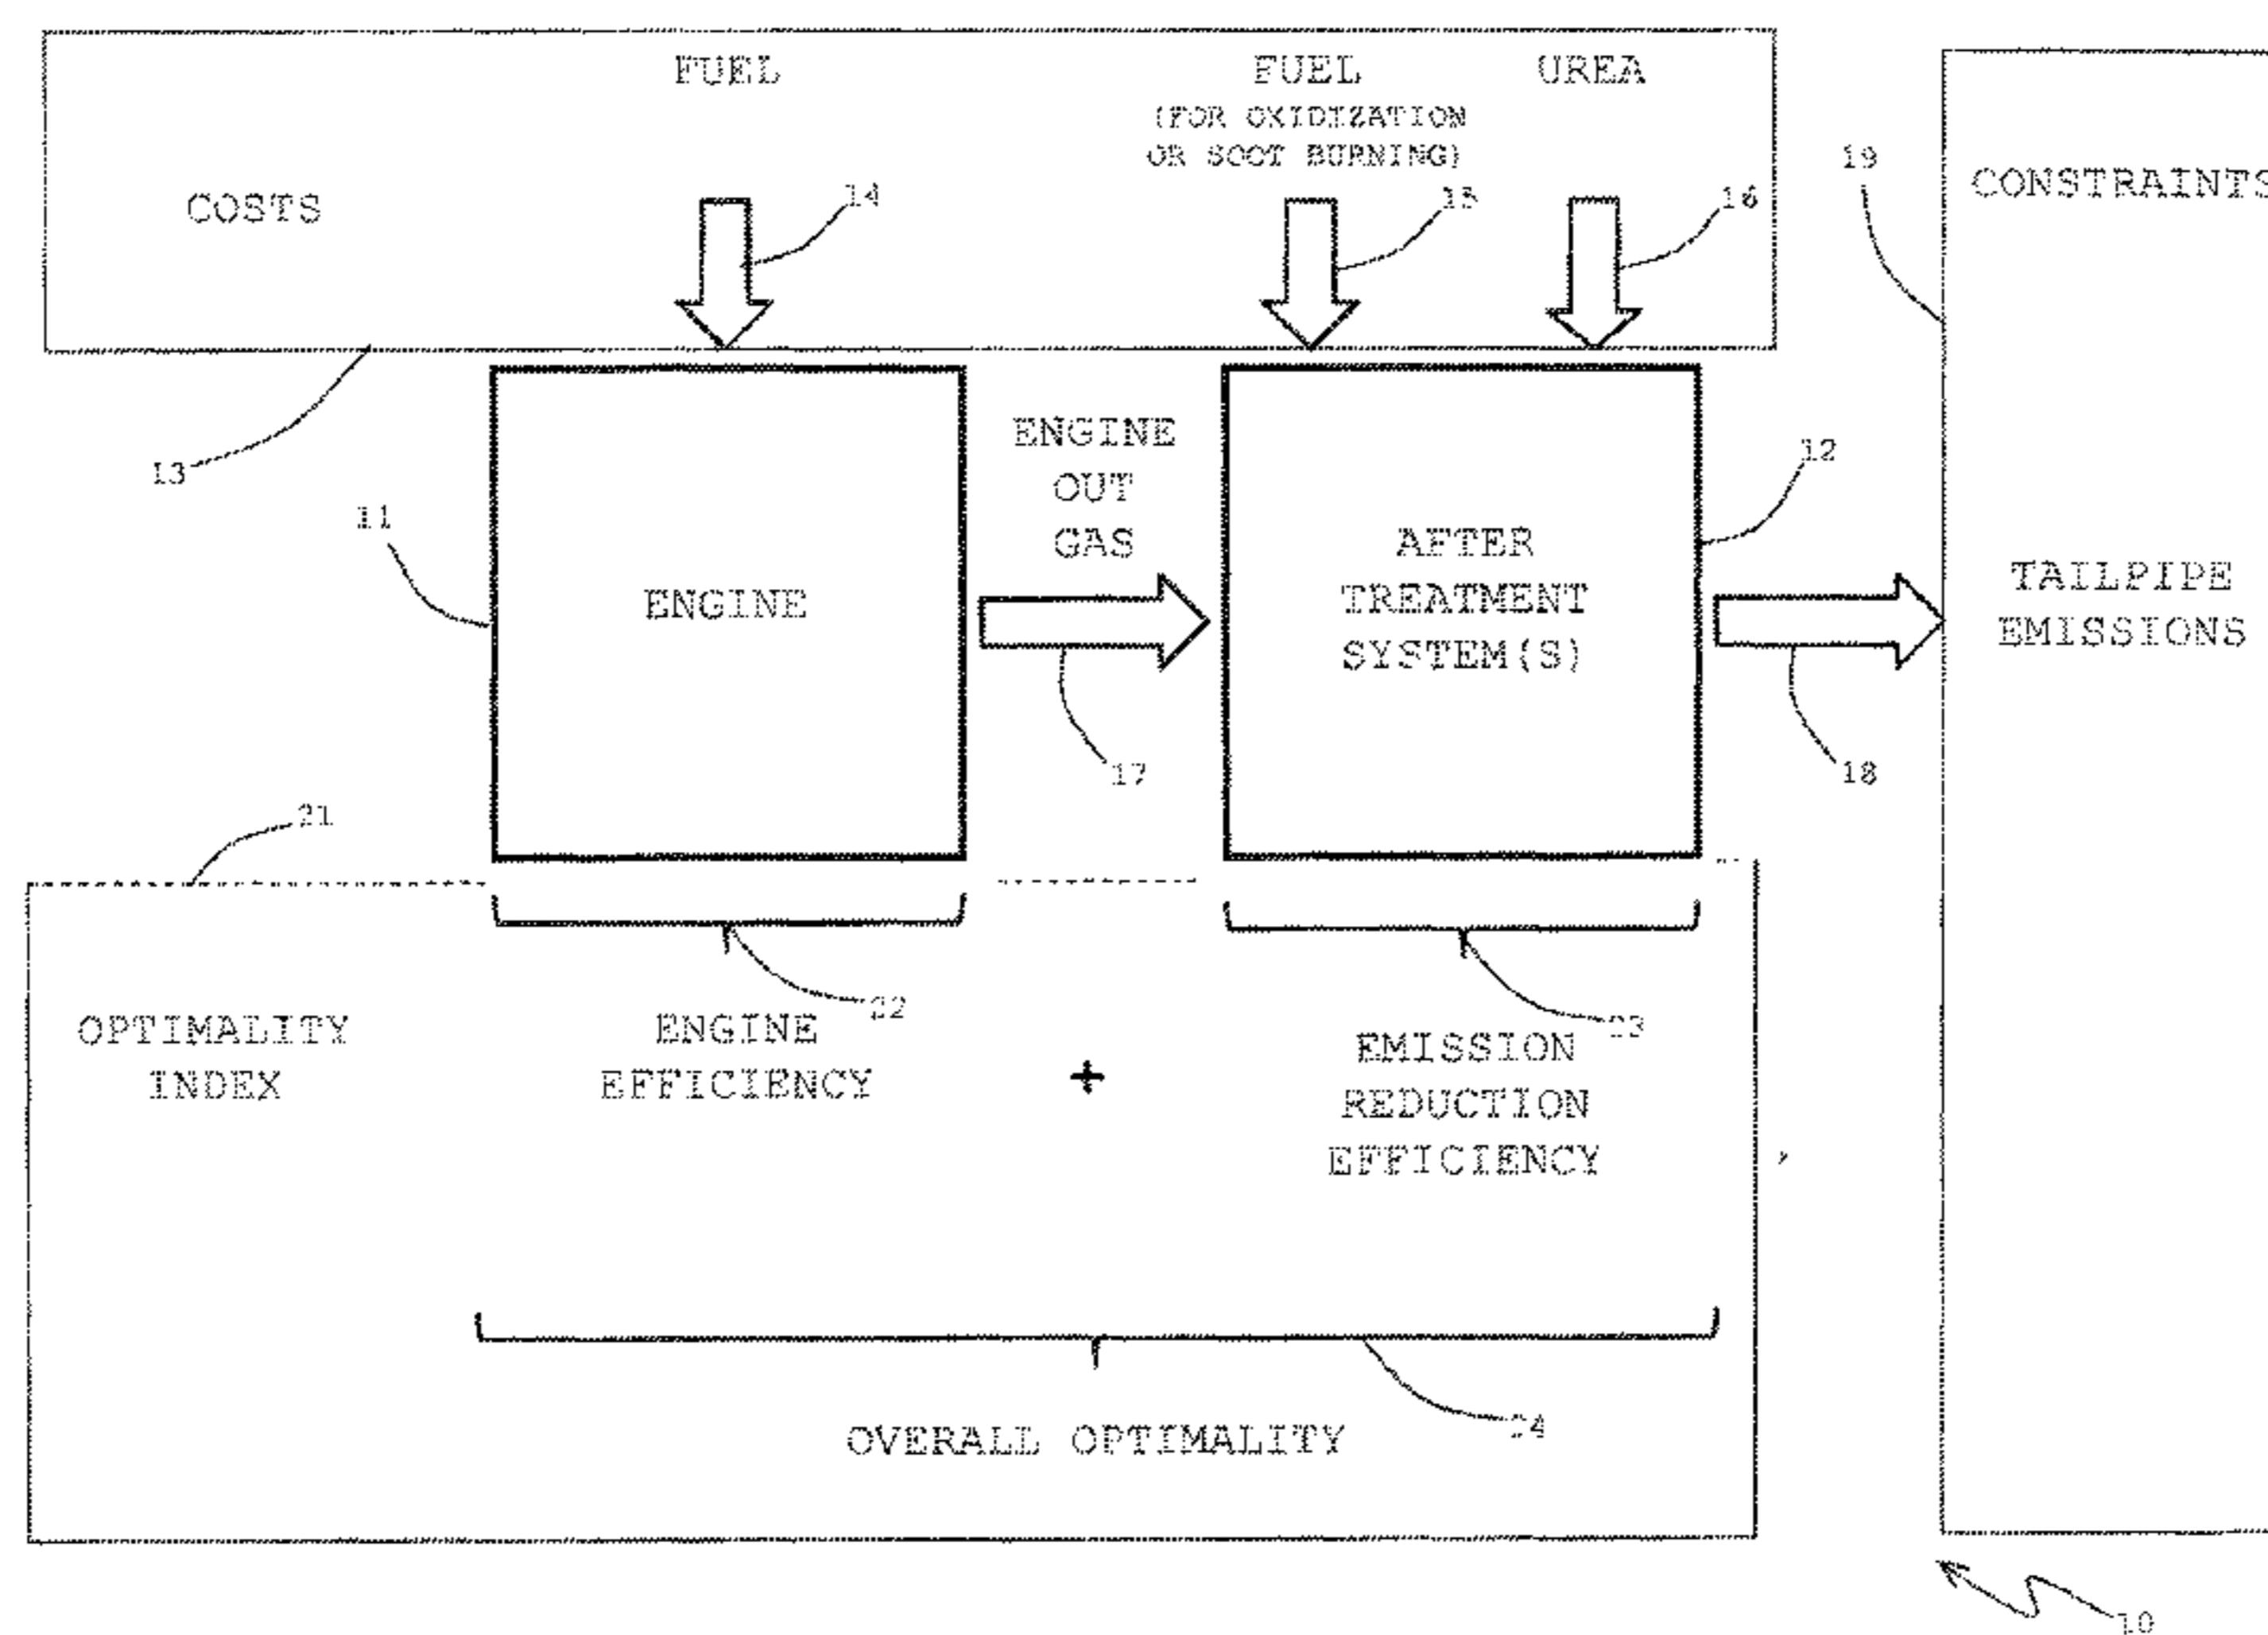 FUEL
FUEL
(FOR OXIDIZATION
OR SOOT BURNING)
UREA
COSTS
14
15
16
19
CONSTRAINTS
13
11
ENGINE
ENGINE
OUT
GAS
17
AFTER
TREATMENT
SYSTEM(S)
12
18
TAILPIPE
EMISSIONS
21
OPTIMALITY
INDEX
ENGINE
EFFICIENCY
22
+
EMISSION
REDUCTION
EFFICIENCY
23
OVERALL OPTIMALITY
24
10